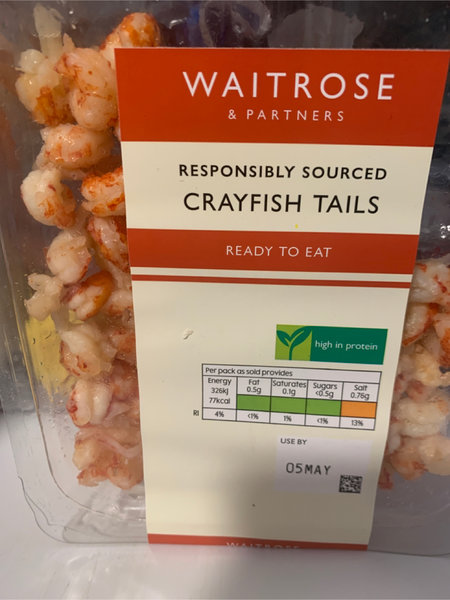 WAITROSE
& PARTNERS
RESPONSIBLY SOURCED
CRAYFISH TAILS
READY TO EAT
high in protein
Per pack as sold provides
Energy Fat Saturates Sugars Salt
326kJ 0.5g 0.1g <0.5g 0.76g
77kcal
RI 4% <1% 1% <1% 13%
USE BY
05MAY
WAITROSE